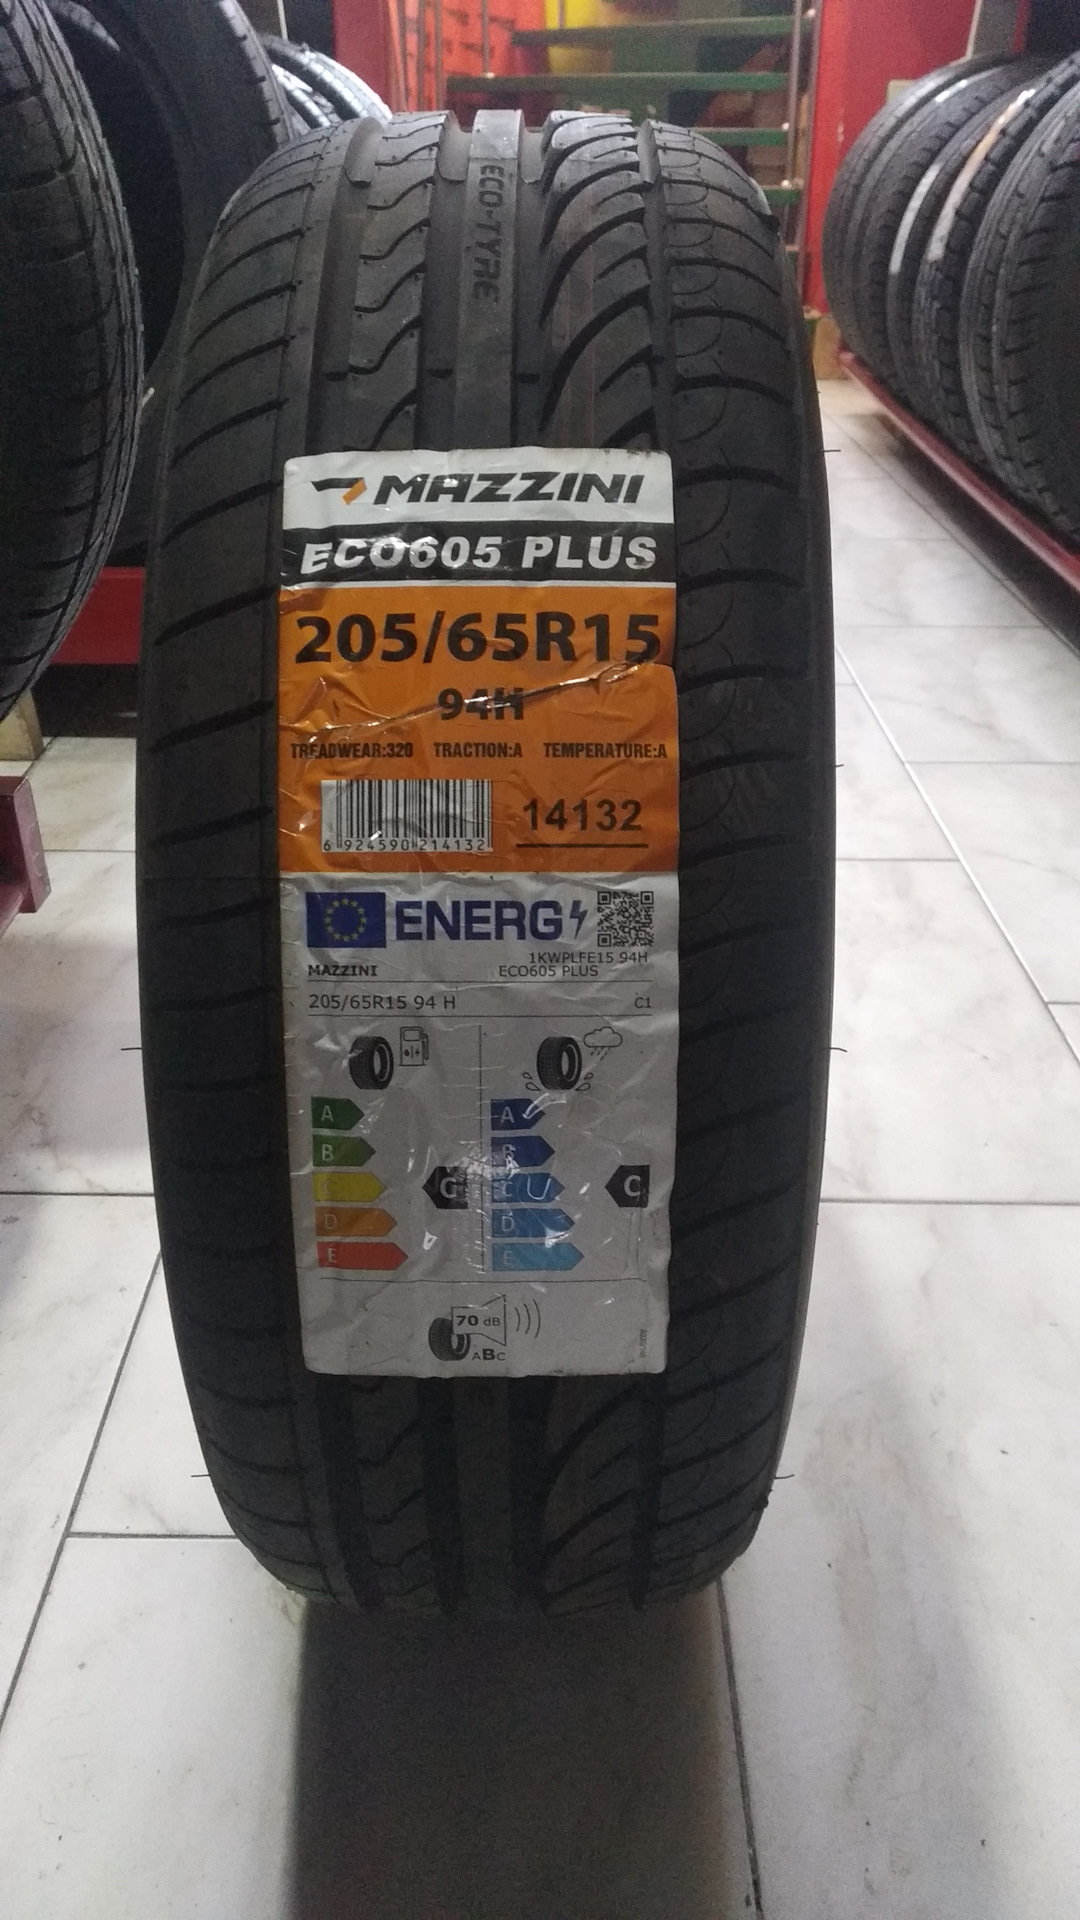 ECO-TYRE
MAZZINI
ECO605 PLUS
205/65R15
94H
TREADWEAR:320 TRACTION:A TEMPERATURE:A
6 924590 214132
14132
ENERG
1KWPLFE15 94H
MAZZINI ECO605 PLUS
205/65R15 94 H C1
A A
B B
C C C C
D D
E E
70 dB
ABC